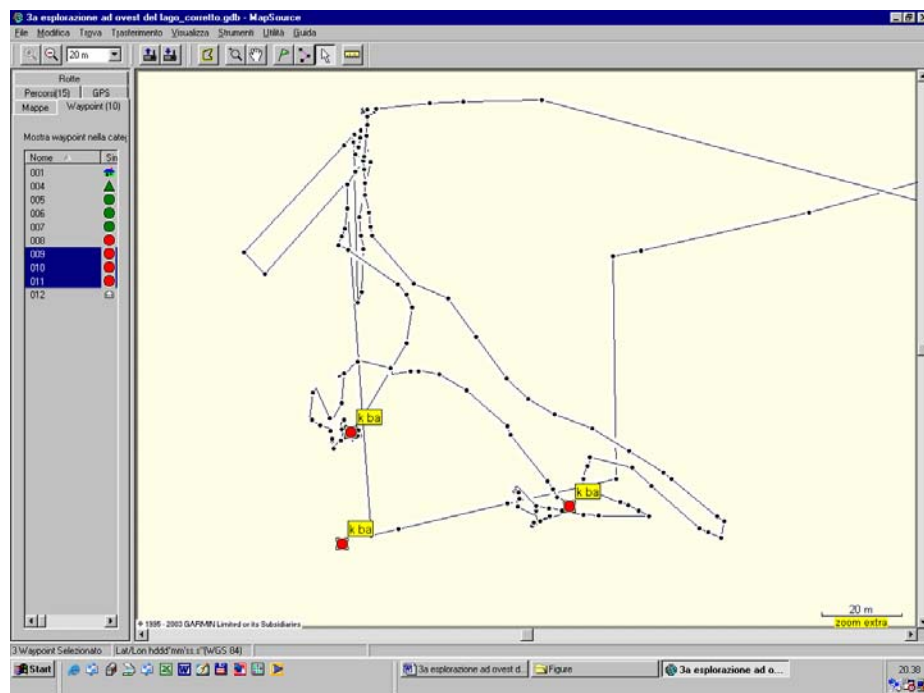 3a esplorazione ad ovest del lago_corretto.gdb - MapSource
File Modifica Trova Trasferimento Visualizza Strumenti Utilità Guida
20 m
Rotte
Percorsi(15) GPS
Mappe Waypoint (10)
Mostra waypoint nella categ
Nome Sim
001
004
005
006
007
008
009
010
011
012
k ba
k ba
k ba
20 m
zoom extra
© 1995 - 2003 GARMIN Limited or its Subsidiaries
3 Waypoint Selezionato Lat/Lon hddd°mm'ss.s"(WGS 84)
Start 3a esplorazione ad ovest d... Figure 3a esplorazione ad o... 20.38